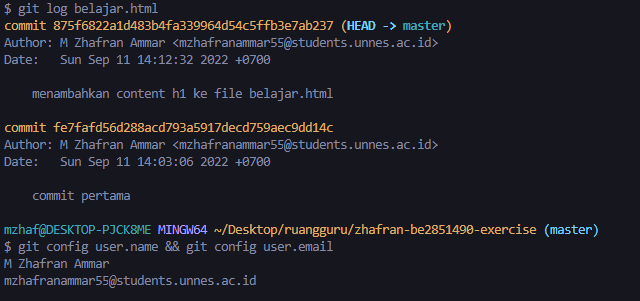 $ git log belajar.html
commit 875f6822a1d483b4fa339964d54c5ffb3e7ab237 (HEAD -> master)
Author: M Zhafran Ammar <mzhafranammar55@students.unnes.ac.id>
Date:   Sun Sep 11 14:12:32 2022 +0700
menambahkan content h1 ke file belajar.html
commit fe7fafd56d288acd793a5917decd759aec9dd14c
Author: M Zhafran Ammar <mzhafranammar55@students.unnes.ac.id>
Date:   Sun Sep 11 14:03:06 2022 +0700
commit pertama
mzhaf@DESKTOP-PJCK8ME MINGW64 ~/Desktop/ruangguru/zhafran-be2851490-exercise (master)
$ git config user.name && git config user.email
M Zhafran Ammar
mzhafranammar55@students.unnes.ac.id